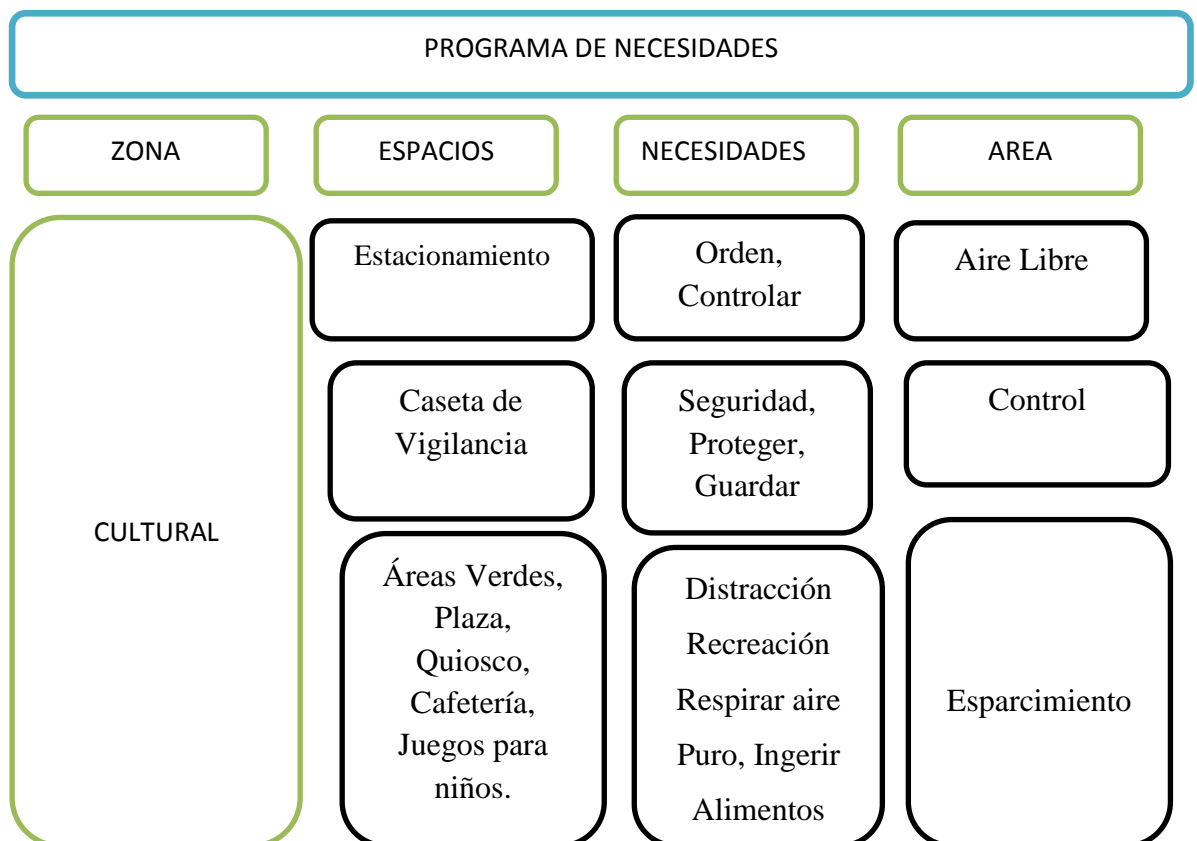 PROGRAMA DE NECESIDADES
ZONA
ESPACIOS
NECESIDADES
AREA
CULTURAL
Estacionamiento
Orden,
Controlar
Aire Libre
Caseta de
Vigilancia
Seguridad,
Proteger,
Guardar
Control
Áreas Verdes,
Plaza,
Quiosco,
Cafetería,
Juegos para
niños.
Distracción
Recreación
Respirar aire
Puro, Ingerir
Alimentos
Esparcimiento